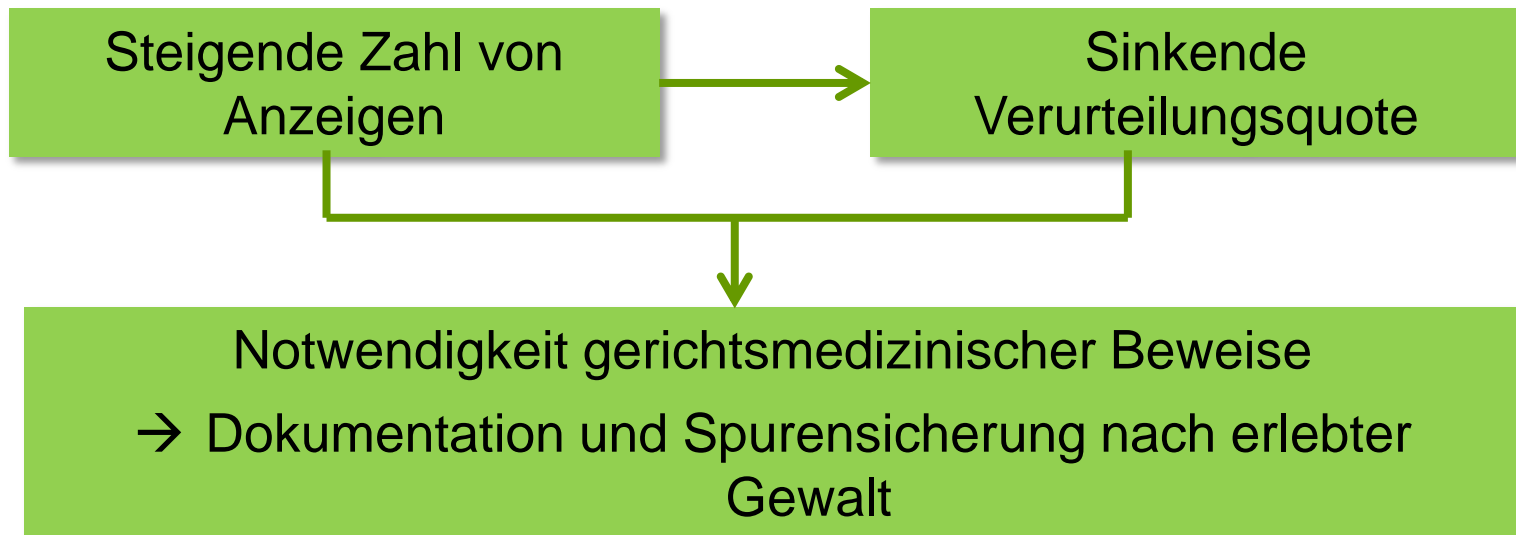 Steigende Zahl von
Anzeigen
Sinkende
Verurteilungsquote
Notwendigkeit gerichtsmedizinischer Beweise
→ Dokumentation und Spurensicherung nach erlebter
Gewalt